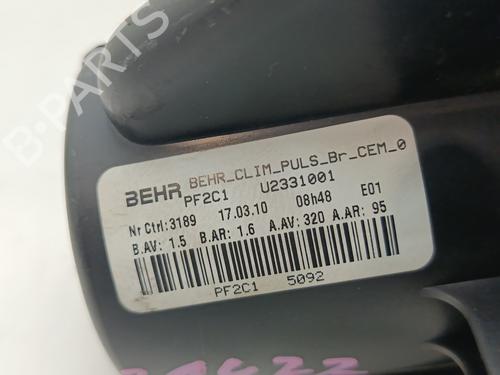 B-PARTS
BEHR BEHR_CLIM_PULS_Br_CEM_0
PF2C1 U2331001
Nr Ctrl:3189 17.03.10 08h48 E01
B.AV: 1.5 B.AR: 1.6 A.AV: 320 A.AR: 95
PF2C1 5092